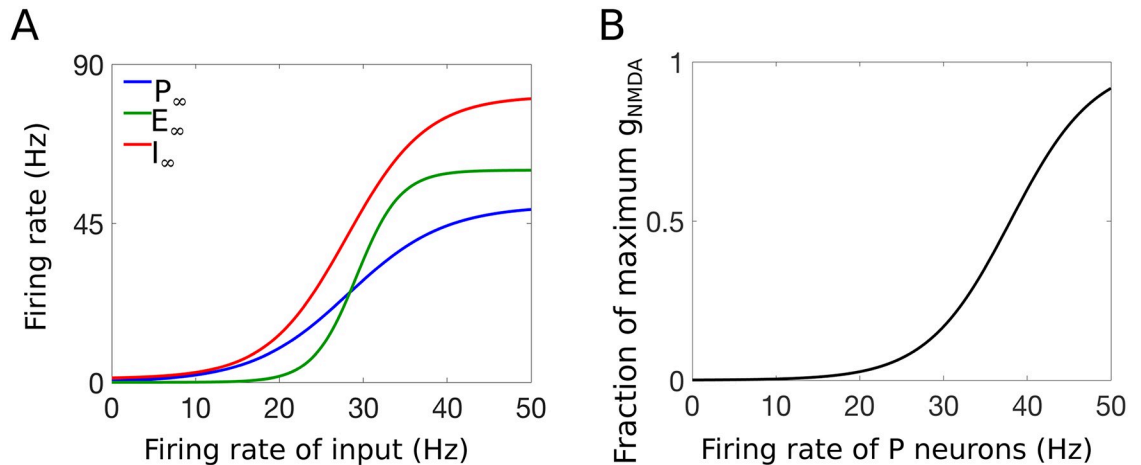 A
Firing rate (Hz)
90
45
0
P∞
E∞
I∞
0 10 20 30 40 50
Firing rate of input (Hz)
B
Fraction of maximum gNMDA
1
0.5
0
0 10 20 30 40 50
Firing rate of P neurons (Hz)